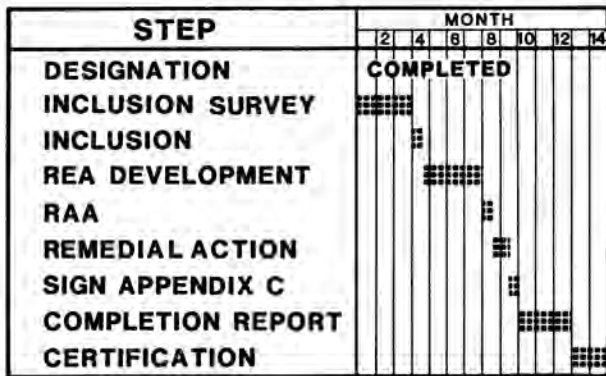 STEP MONTH
2 4 6 8 10 12 14
DESIGNATION COMPLETED
INCLUSION SURVEY
INCLUSION
REA DEVELOPMENT
RAA
REMEDIAL ACTION
SIGN APPENDIX C
COMPLETION REPORT
CERTIFICATION